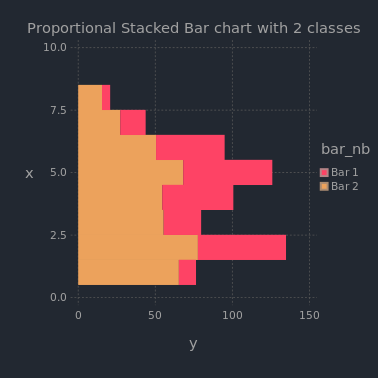 Proportional Stacked Bar chart with 2 classes
10.0
7.5
5.0
2.5
0.0
x
bar_nb
Bar 1
Bar 2
0 50 100 150
y